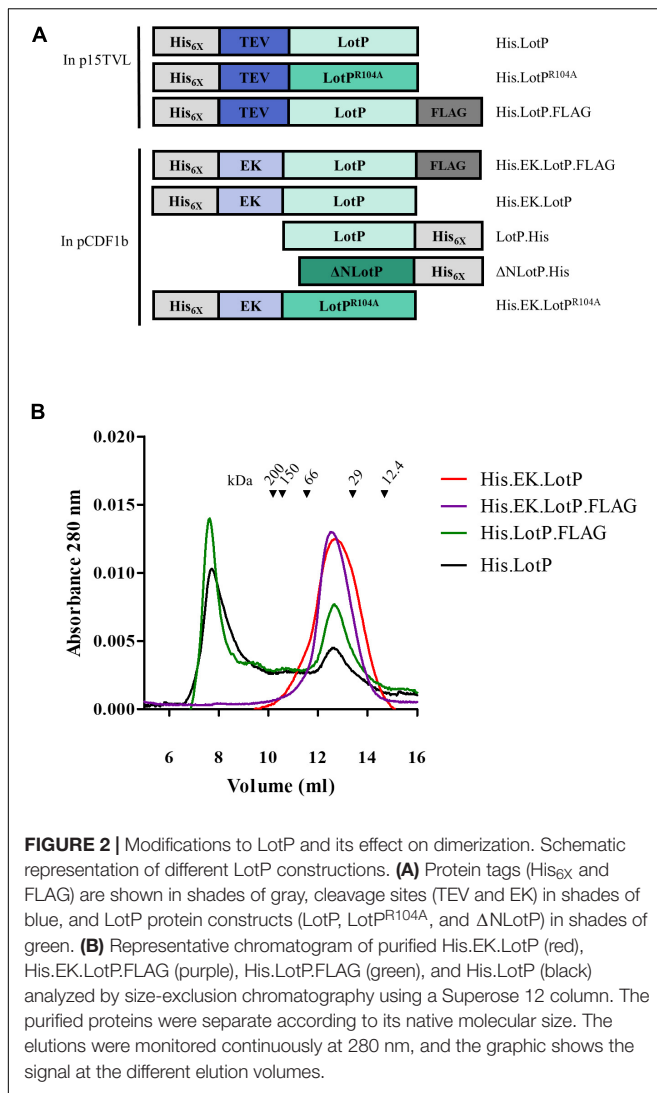 A
In p15TVL
His6X TEV LotP His.LotP
His6X TEV LotP^R104A His.LotP^R104A
His6X TEV LotP FLAG His.LotP.FLAG
In pCDF1b
His6X EK LotP FLAG His.EK.LotP.FLAG
His6X EK LotP His.EK.LotP
LotP His6X LotP.His
ΔNLotP His6X ΔNLotP.His
His6X EK LotP^R104A His.EK.LotP^R104A
B
0.020
0.015
0.010
0.005
0.000
Absorbance 280 nm
kDa 200 150 66 29 12.4
His.EK.LotP
His.EK.LotP.FLAG
His.LotP.FLAG
His.LotP
6 8 10 12 14 16
Volume (ml)
FIGURE 2 | Modifications to LotP and its effect on dimerization. Schematic
representation of different LotP constructions. (A) Protein tags (His6X and
FLAG) are shown in shades of gray, cleavage sites (TEV and EK) in shades of
blue, and LotP protein constructs (LotP, LotP^R104A, and ΔNLotP) in shades of
green. (B) Representative chromatogram of purified His.EK.LotP (red),
His.EK.LotP.FLAG (purple), His.LotP.FLAG (green), and His.LotP (black)
analyzed by size-exclusion chromatography using a Superose 12 column. The
purified proteins were separate according to its native molecular size. The
elutions were monitored continuously at 280 nm, and the graphic shows the
signal at the different elution volumes.